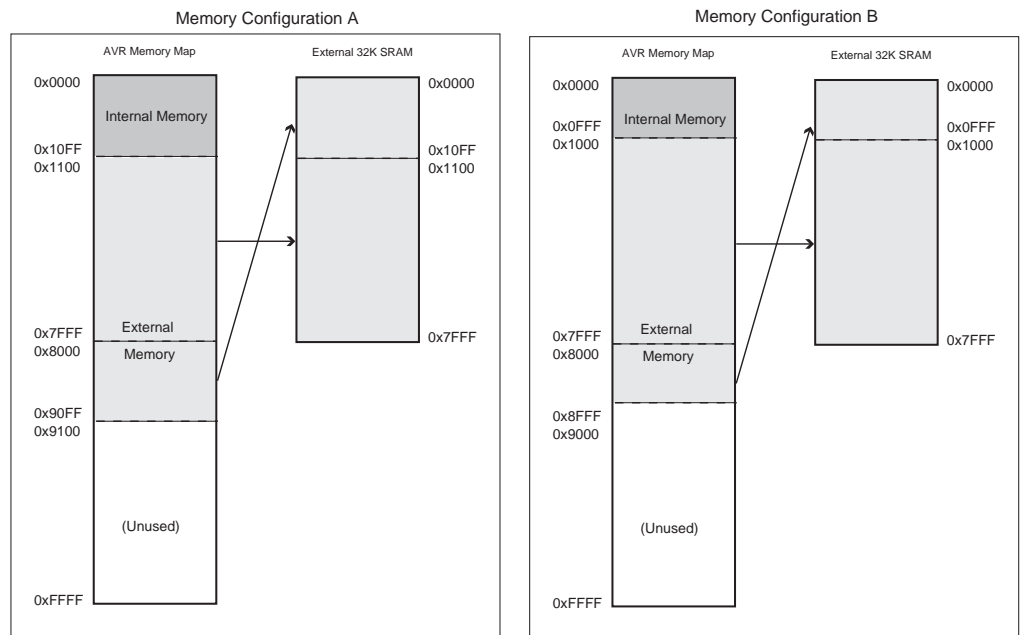 Memory Configuration A
AVR Memory Map
External 32K SRAM
0x0000
Internal Memory
0x10FF
0x1100
0x7FFF
0x8000
External
Memory
0x90FF
0x9100
(Unused)
0xFFFF
0x0000
0x10FF
0x1100
0x7FFF
Memory Configuration B
AVR Memory Map
External 32K SRAM
0x0000
Internal Memory
0x0FFF
0x1000
0x7FFF
0x8000
External
Memory
0x8FFF
0x9000
(Unused)
0xFFFF
0x0000
0x0FFF
0x1000
0x7FFF